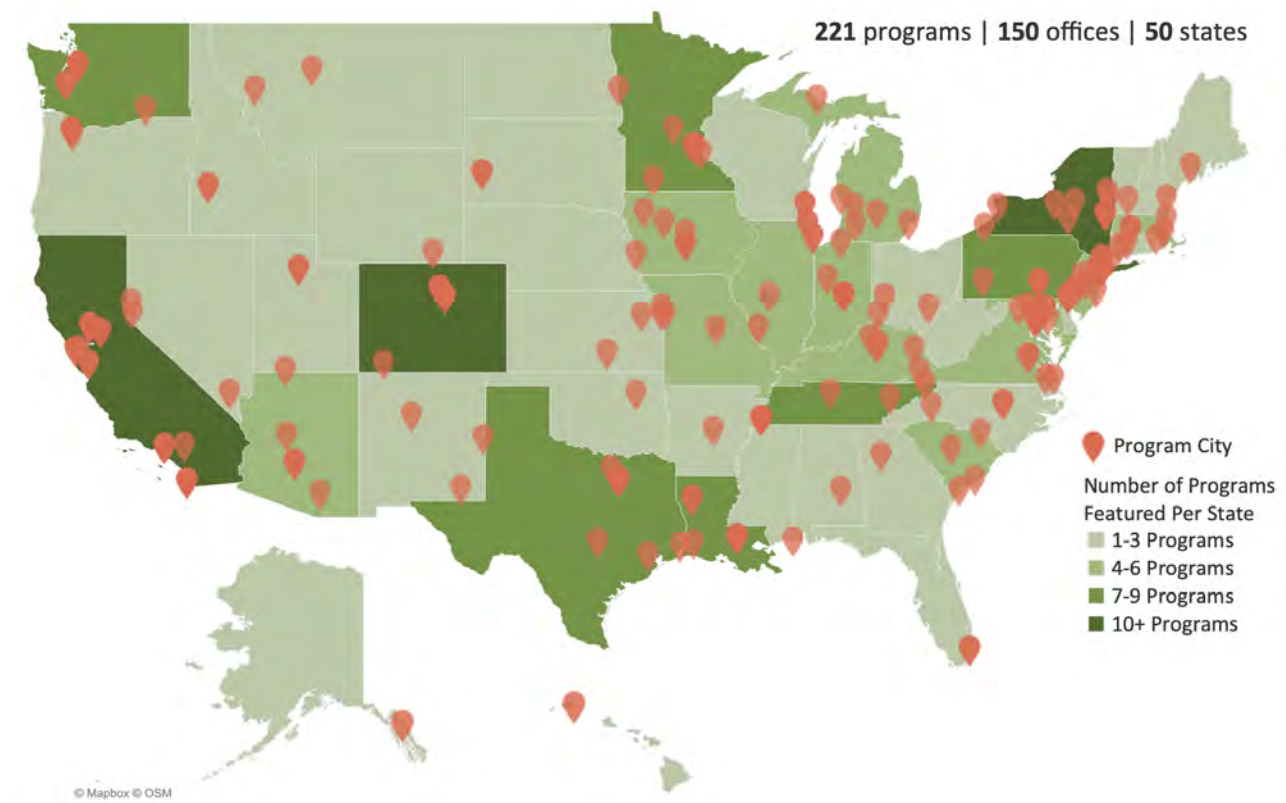 221 programs | 150 offices | 50 states
Program City
Number of Programs
Featured Per State
1-3 Programs
4-6 Programs
7-9 Programs
10+ Programs
© Mapbox © OSM